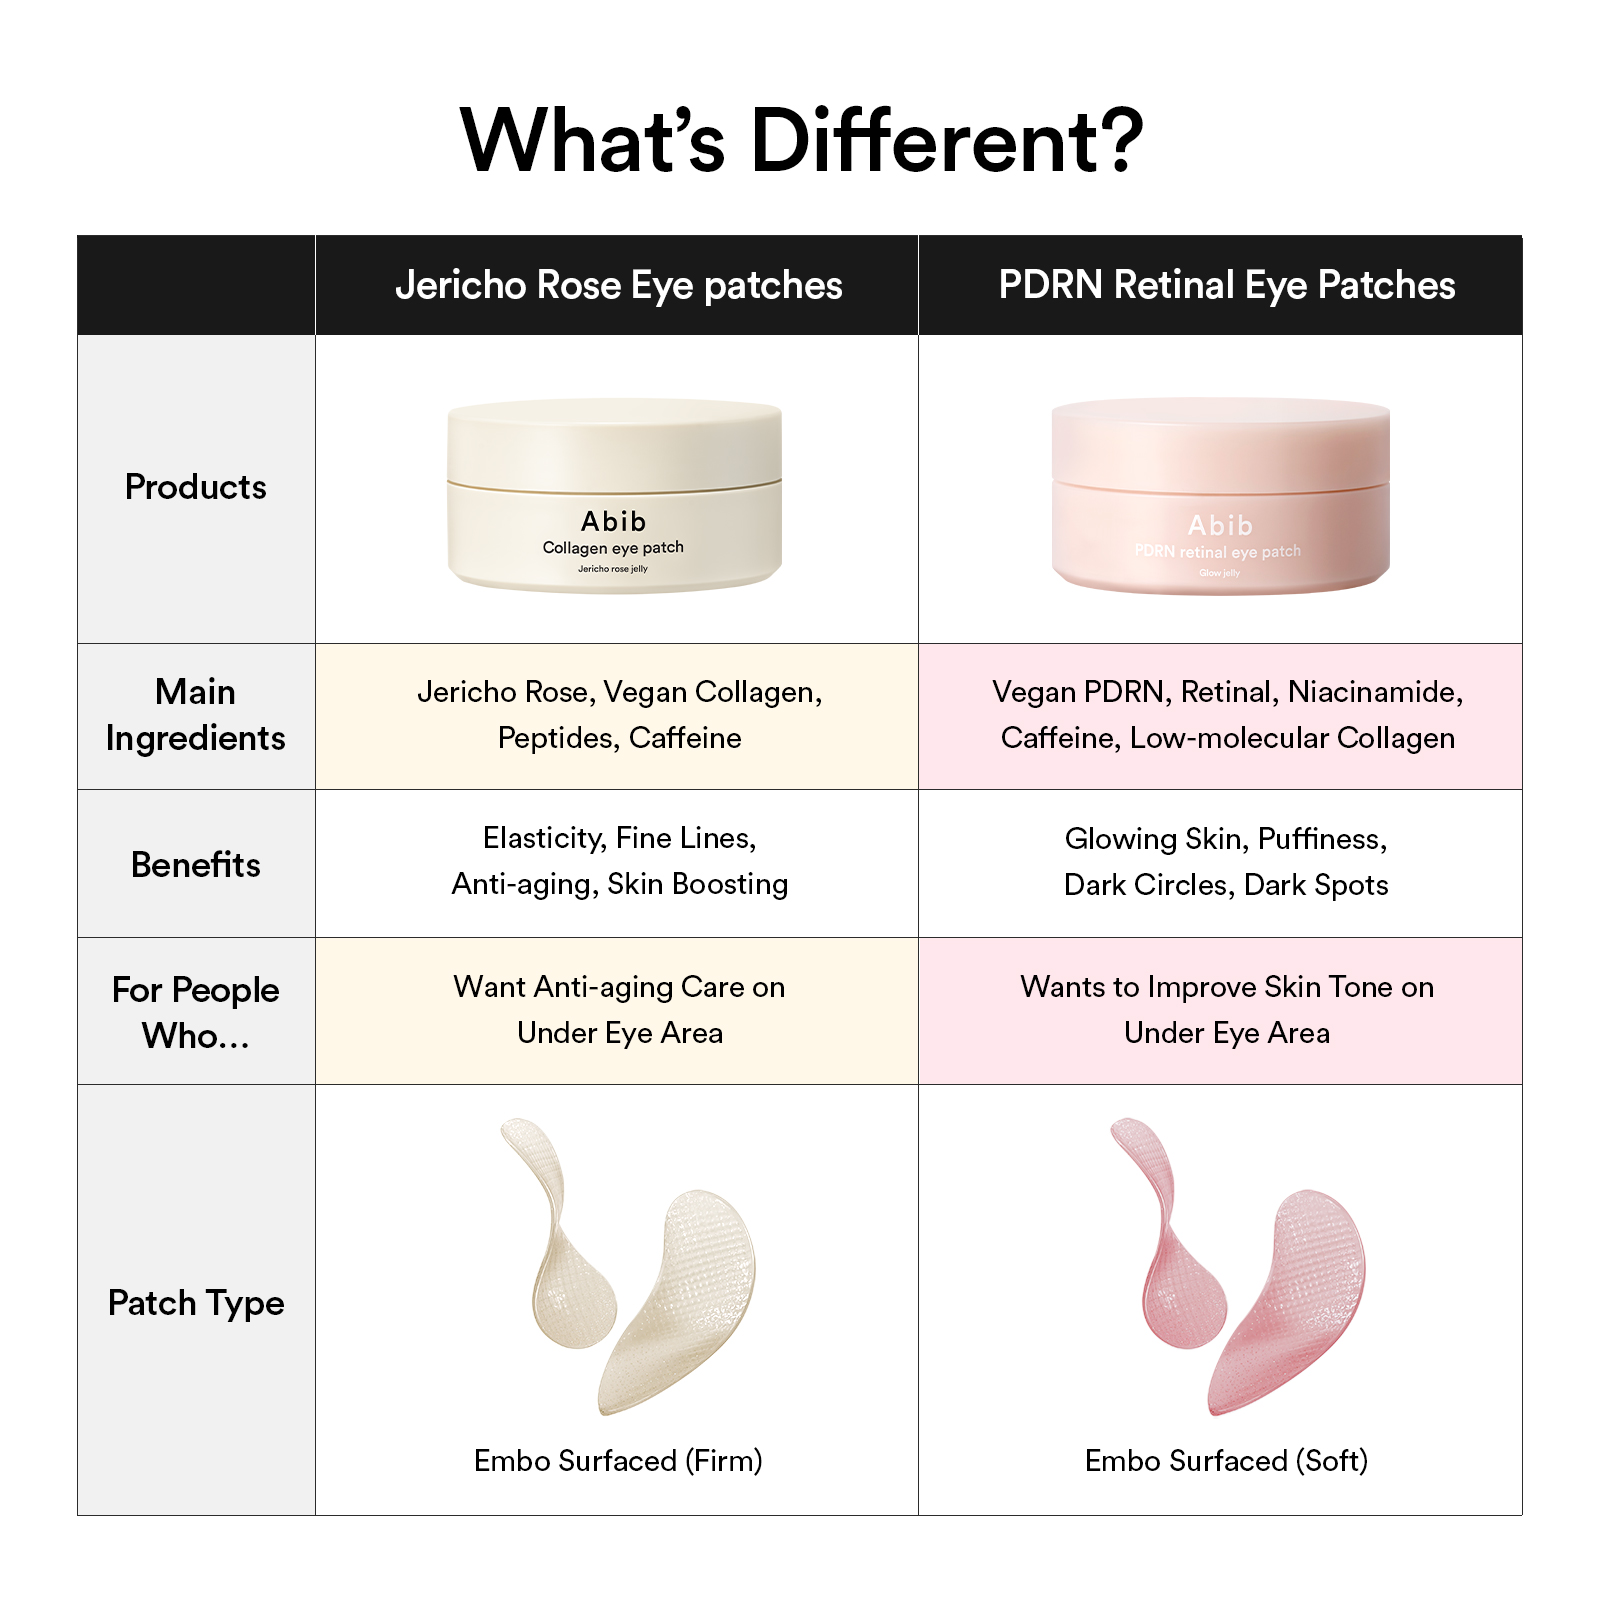 What's Different?
Jericho Rose Eye patches
PDRN Retinal Eye Patches
Products
Abib
Collagen eye patch
Jericho rose jelly
Abib
PDRN retinal eye patch
Glow jelly
Main
Ingredients
Jericho Rose, Vegan Collagen,
Peptides, Caffeine
Vegan PDRN, Retinal, Niacinamide,
Caffeine, Low-molecular Collagen
Benefits
Elasticity, Fine Lines,
Anti-aging, Skin Boosting
Glowing Skin, Puffiness,
Dark Circles, Dark Spots
For People
Who...
Want Anti-aging Care on
Under Eye Area
Wants to Improve Skin Tone on
Under Eye Area
Patch Type
Embo Surfaced (Firm)
Embo Surfaced (Soft)